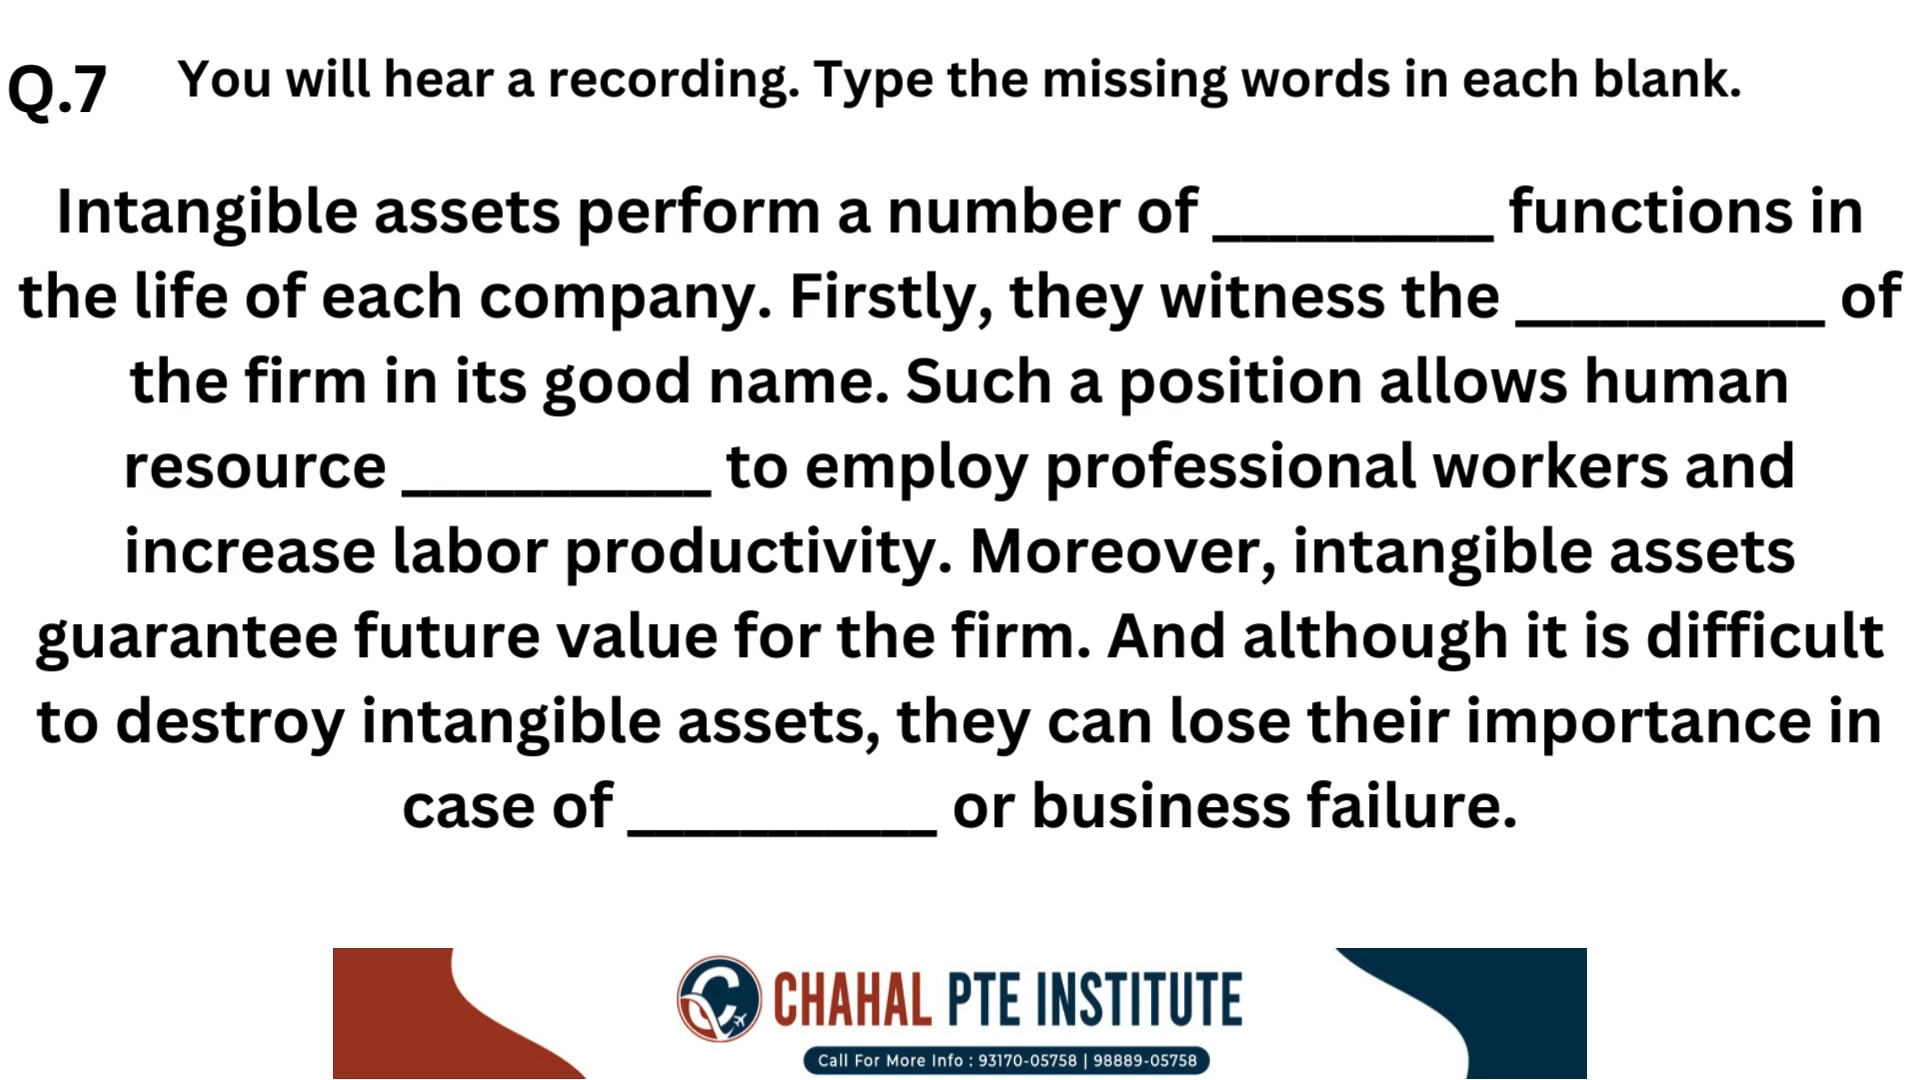 Q.7 You will hear a recording. Type the missing words in each blank.
Intangible assets perform a number of __________ functions in
the life of each company. Firstly, they witness the ___________ of
the firm in its good name. Such a position allows human
resource ___________ to employ professional workers and
increase labor productivity. Moreover, intangible assets
guarantee future value for the firm. And although it is difficult
to destroy intangible assets, they can lose their importance in
case of ___________ or business failure.
CHAHAL PTE INSTITUTE
Call For More Info : 93170-05758 | 98889-05758